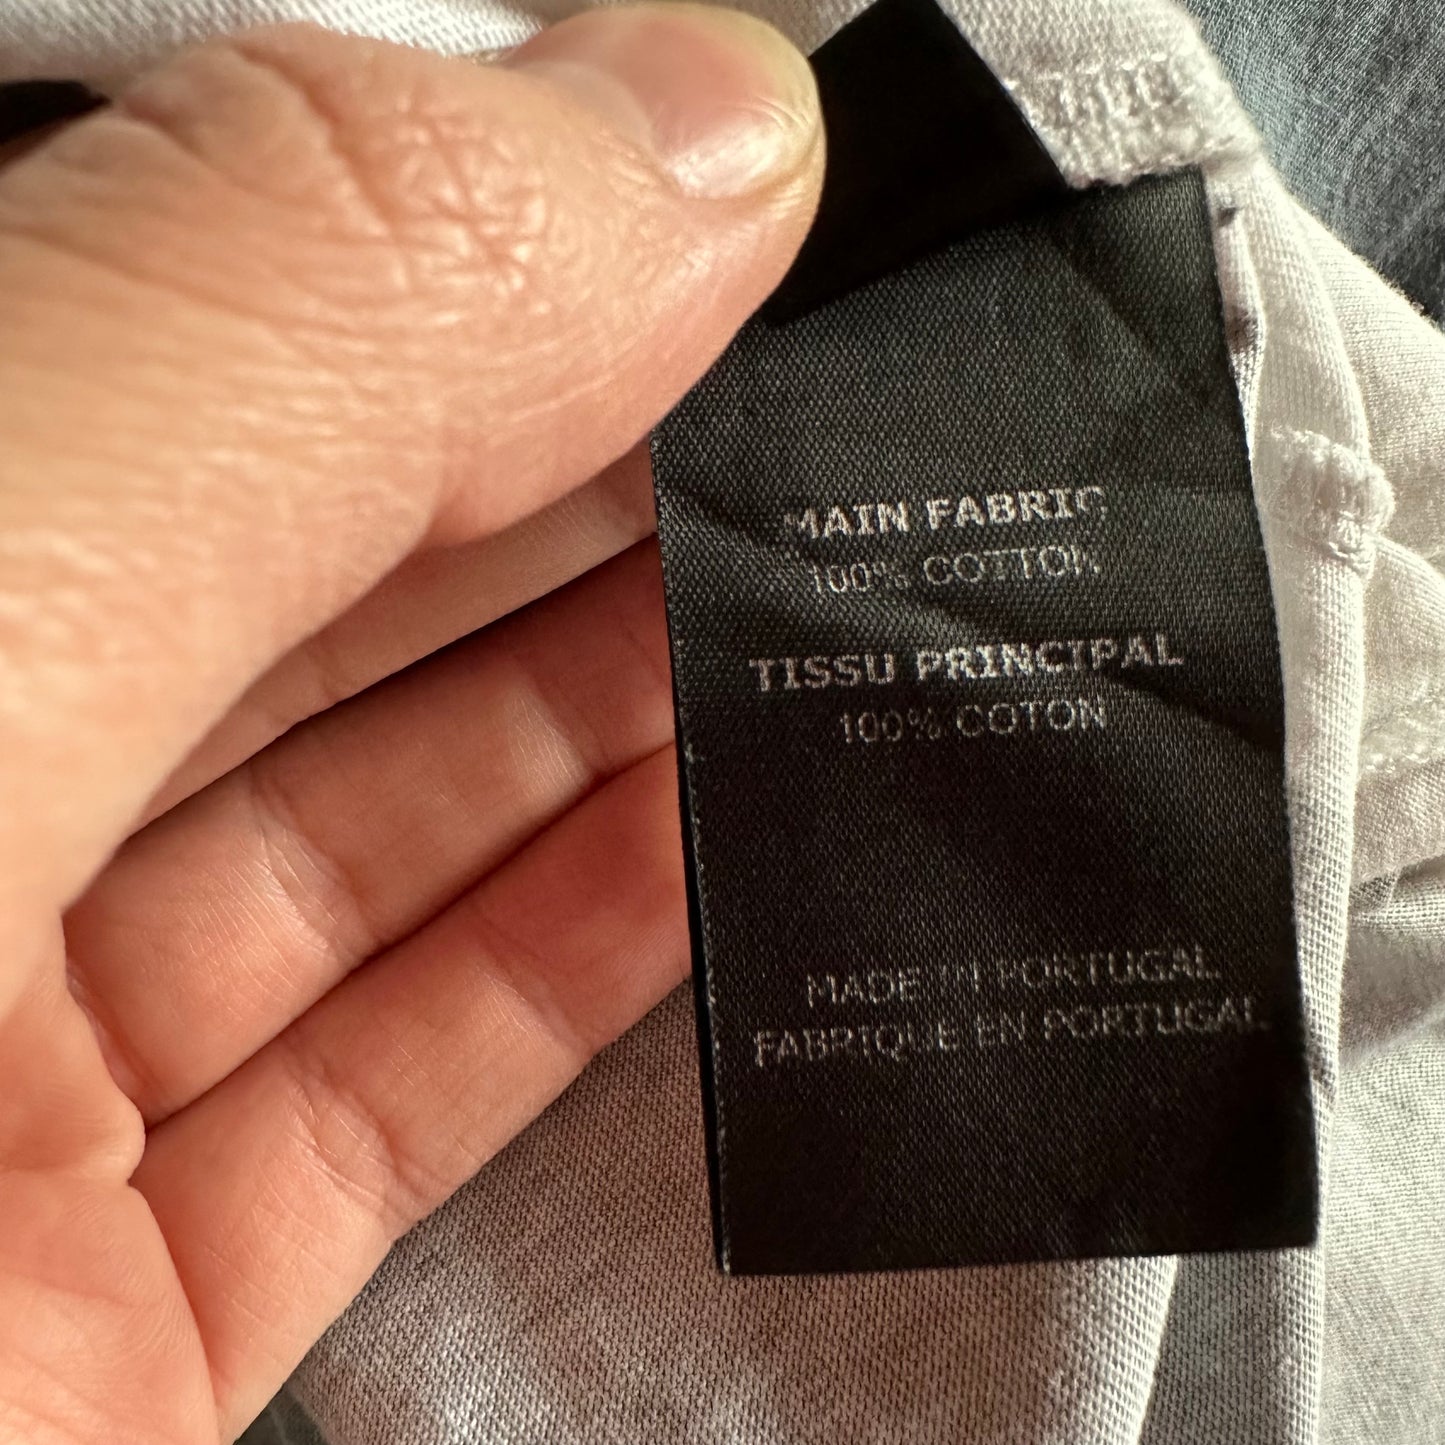 MAIN FABRIC
100% COTTON
TISSU PRINCIPAL
100% COTON
MADE IN PORTUGAL
FABRIQUE EN PORTUGAL